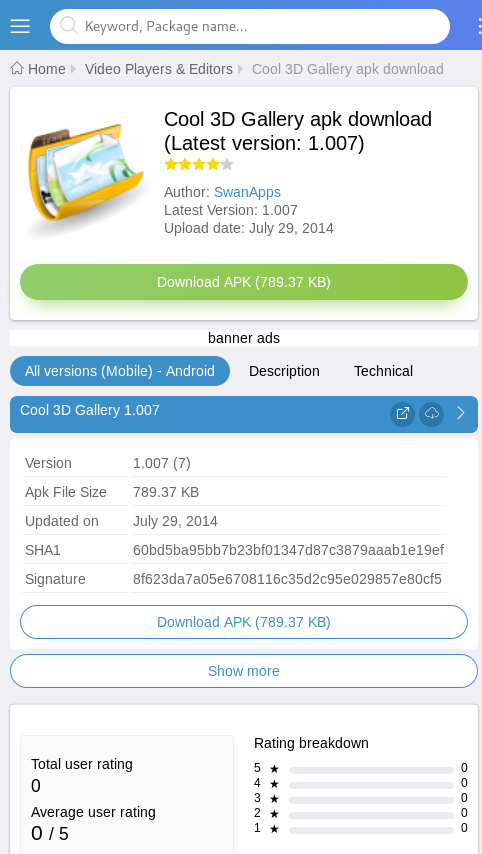 Keyword, Package name...
Home Video Players & Editors Cool 3D Gallery apk download
Cool 3D Gallery apk download
(Latest version: 1.007)
Author: SwanApps
Latest Version: 1.007
Upload date: July 29, 2014
Download APK (789.37 KB)
banner ads
All versions (Mobile) - Android Description Technical
Cool 3D Gallery 1.007
Version 1.007 (7)
Apk File Size 789.37 KB
Updated on July 29, 2014
SHA1 60bd5ba95bb7b23bf01347d87c3879aaab1e19ef
Signature 8f623da7a05e6708116c35d2c95e029857e80cf5
Download APK (789.37 KB)
Show more
Total user rating
0
Average user rating
0 / 5
Rating breakdown
5 ★ 0
4 ★ 0
3 ★ 0
2 ★ 0
1 ★ 0